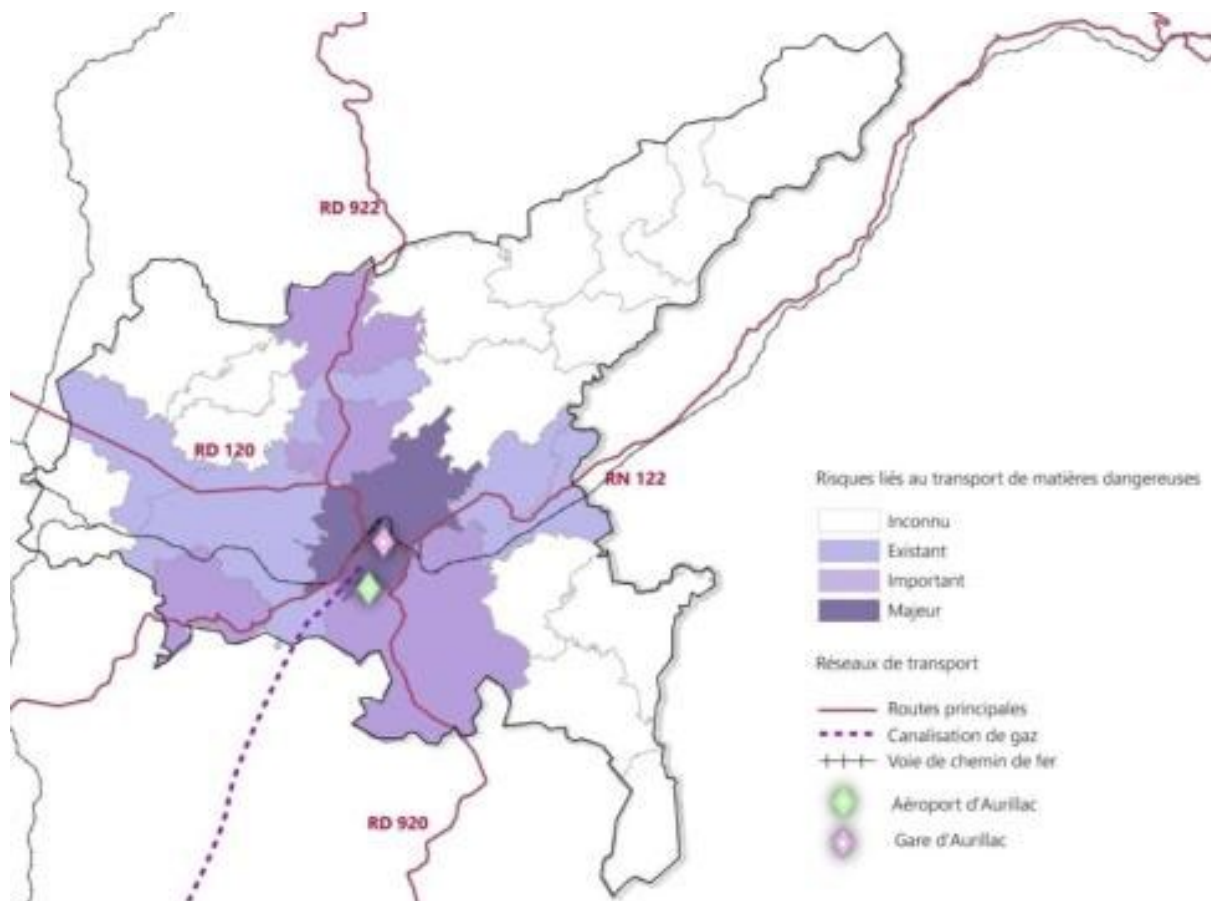 RD 922
RD 120
RN 122
RD 920
Risques liés au transport de matières dangereuses
Inconnu
Existant
Important
Majeur
Réseaux de transport
Routes principales
Canalisation de gaz
Voie de chemin de fer
Aéroport d'Aurillac
Gare d'Aurillac